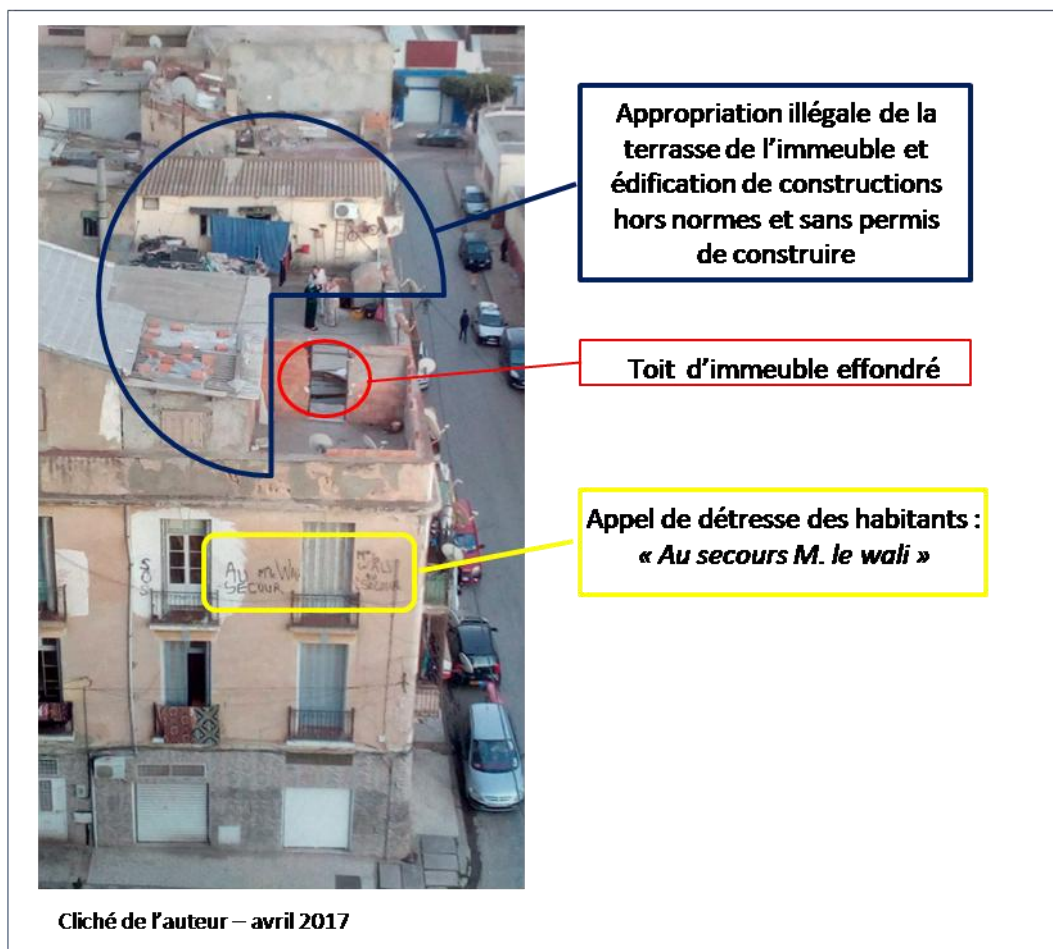 Appropriation illégale de la
terrasse de l'immeuble et
édification de constructions
hors normes et sans permis
de construire
Toit d'immeuble effondré
Appel de détresse des habitants :
« Au secours M. le wali »
SOS
AU Mr Wali
SECOUR
Cliché de l'auteur – avril 2017